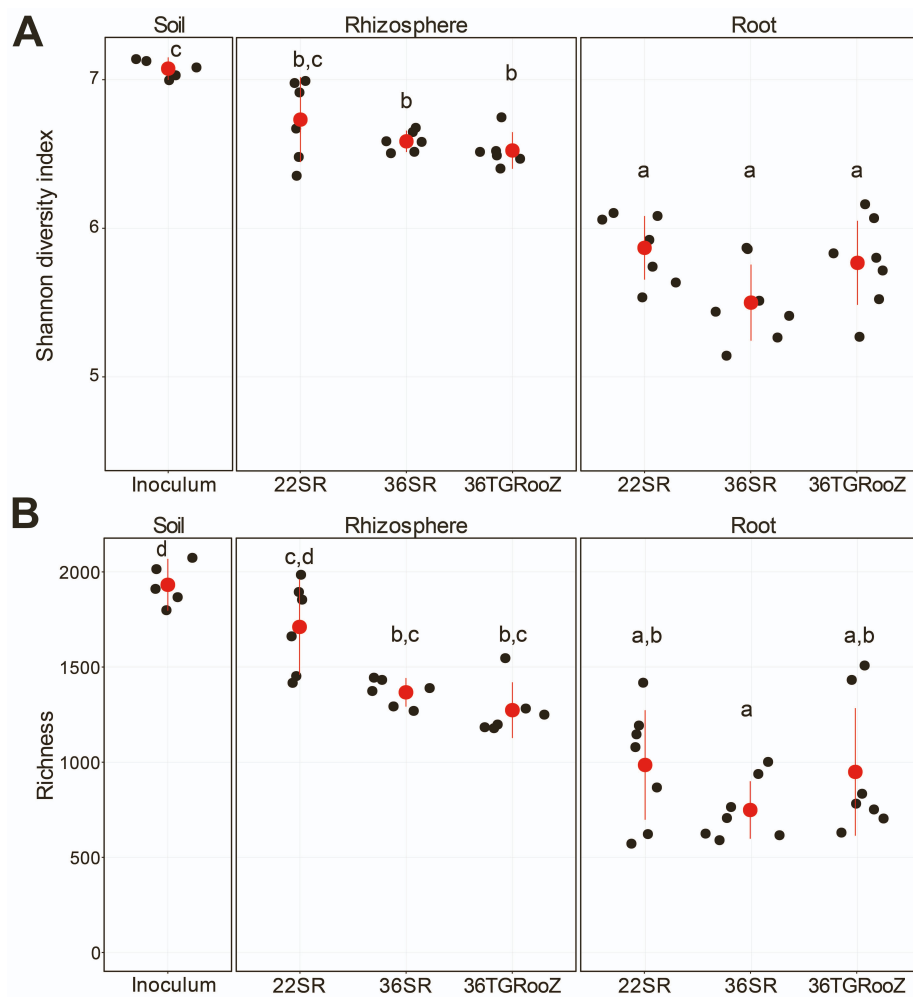 A
Soil Rhizosphere Root
Shannon diversity index
7
6
5
c
b,c
b
b
a
a
a
Inoculum 22SR 36SR 36TGRooZ 22SR 36SR 36TGRooZ
B
Soil Rhizosphere Root
Richness
2000
1500
1000
500
0
d
c,d
b,c
b,c
a,b
a
a,b
Inoculum 22SR 36SR 36TGRooZ 22SR 36SR 36TGRooZ